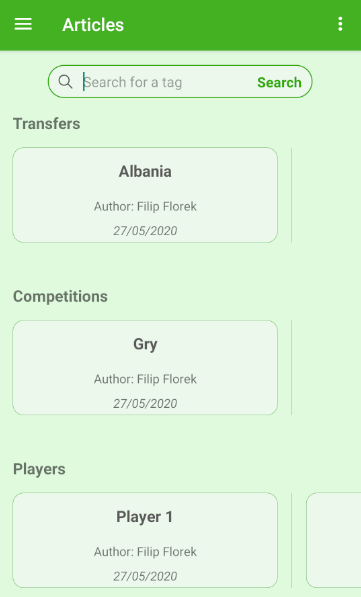 Articles
Search for a tag
Search
Transfers
Albania
Author: Filip Florek
27/05/2020
Competitions
Gry
Author: Filip Florek
27/05/2020
Players
Player 1
Author: Filip Florek
27/05/2020